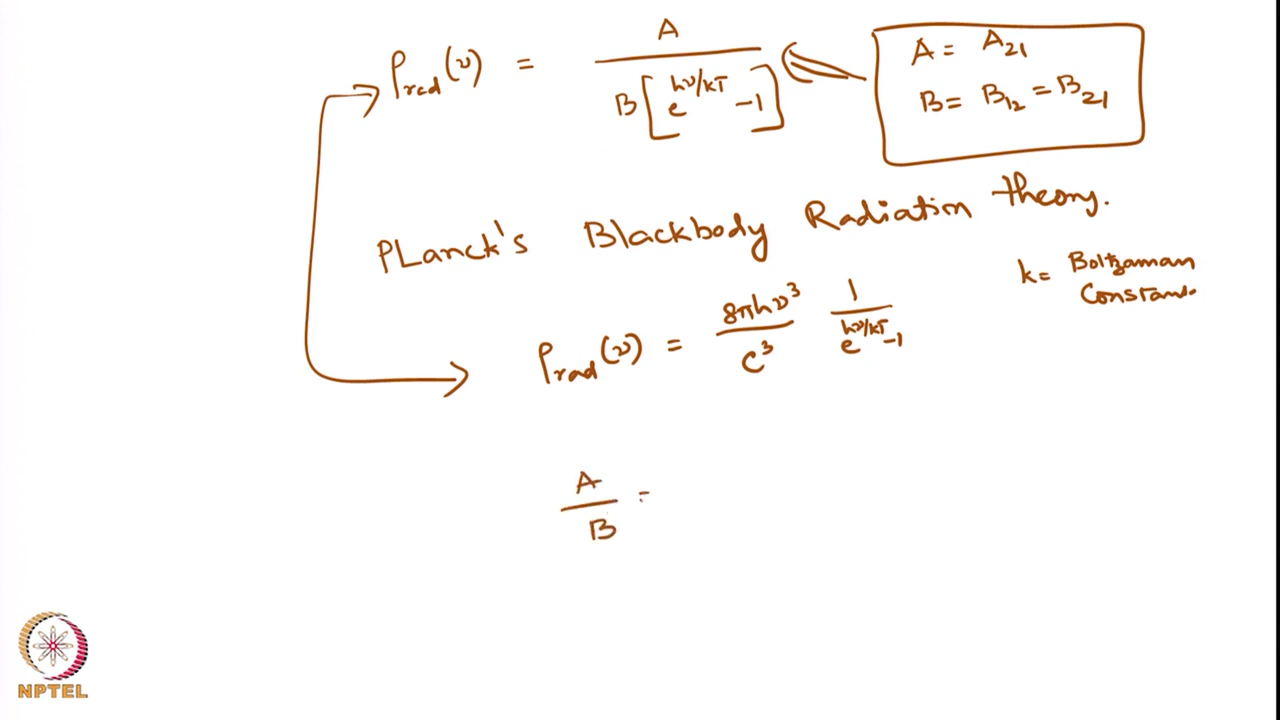 ρrad(ν) = A / B[e^hν/kT −1]
A = A21
B = B12 = B21
PLanck's Blackbody Radiation theory.
k = Boltzaman
Constan.
ρrad(ν) = 8πhν³ / c³ 1 / e^hν/kT −1
A / B =
NPTEL